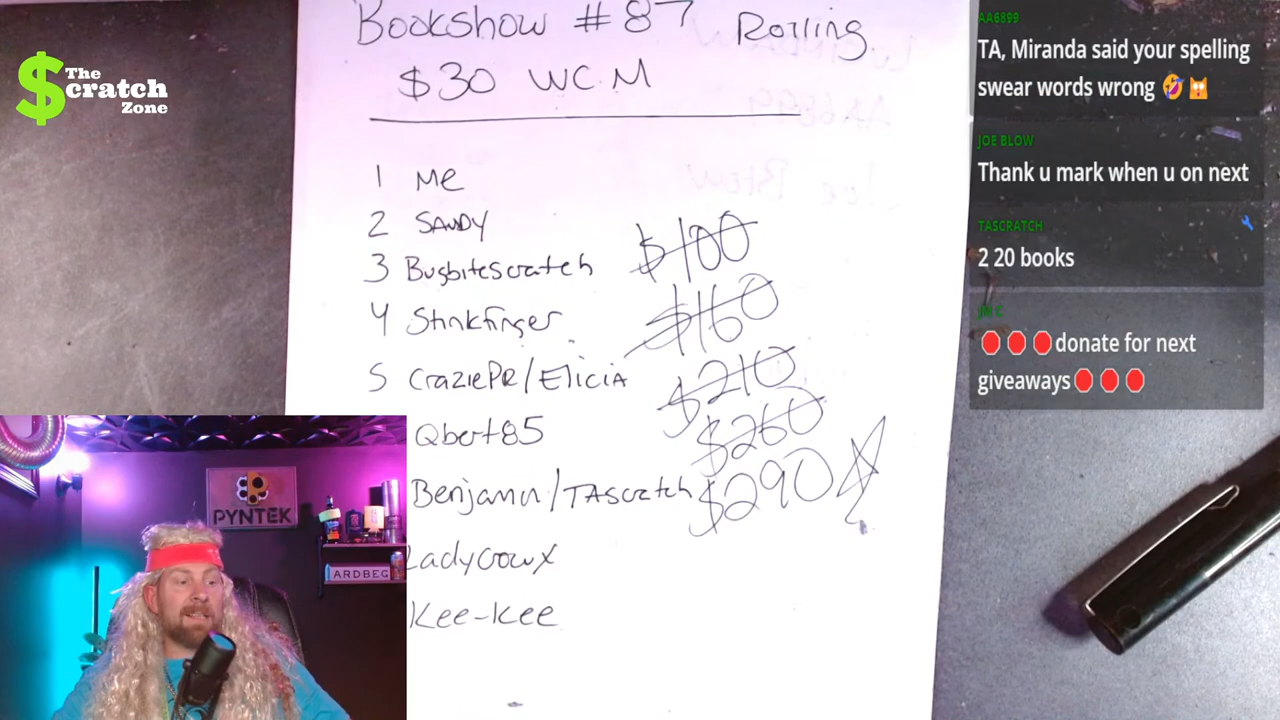 The
$cratch
Zone
Bookshow #87 Rolling
$30 WCM
1 Me
2 SANDY
3 Bugbitescratch
$100
4 Stinkfinger
$160
5 CraziePR/Elicia
$210
Qbert85
$260
Benjamin/TAScratch
$290
LadyCrowX
Kee-Kee
PYNTEK
ARDBEG
AA6899
TA, Miranda said your spelling
swear words wrong 🤣🙀
JOE BLOW
Thank u mark when u on next
TASCRATCH
2 20 books
JM C
🛑🛑🛑donate for next
giveaways🛑🛑🛑